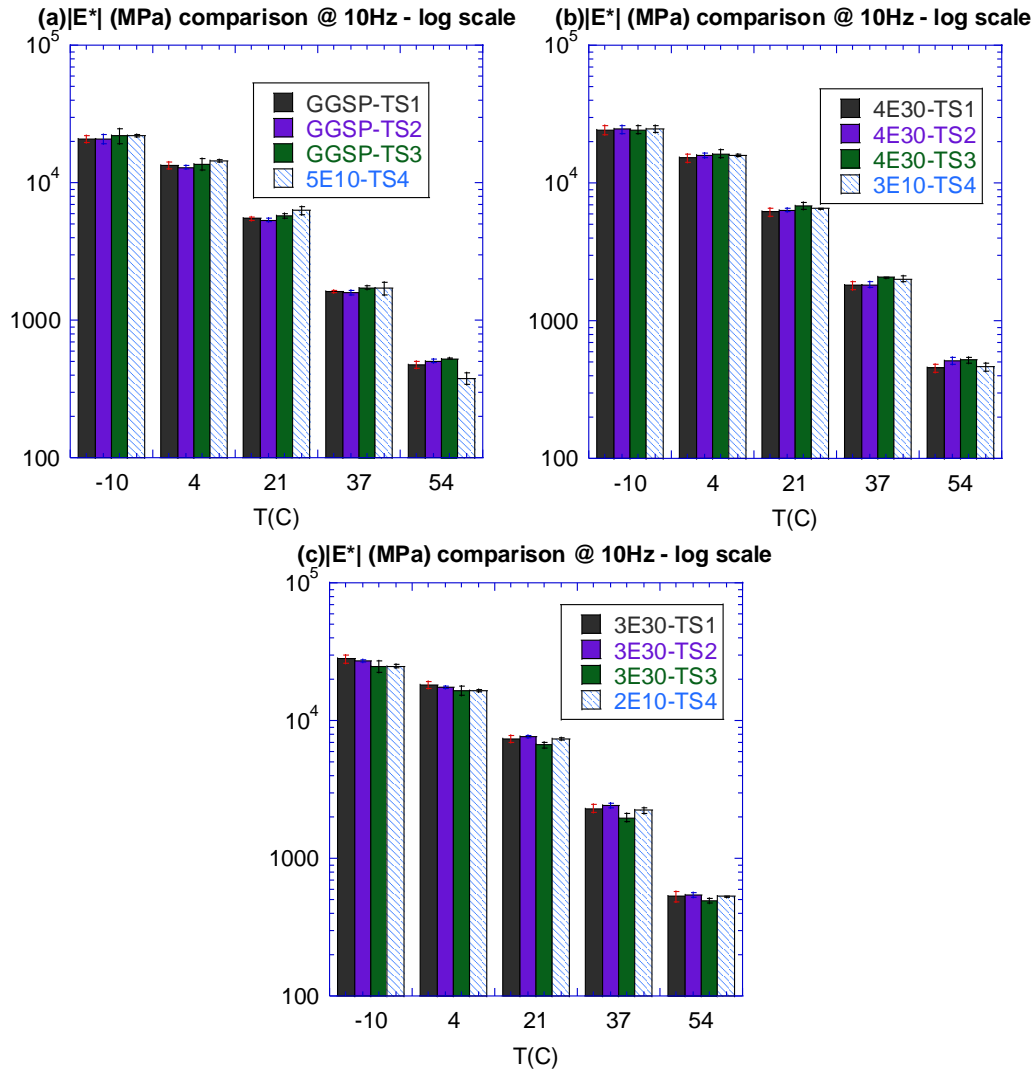 (a)|E*| (MPa) comparison @ 10Hz - log scale
10^5
10^4
1000
100
GGSP-TS1
GGSP-TS2
GGSP-TS3
5E10-TS4
-10 4 21 37 54
T(C)
(b)|E*| (MPa) comparison @ 10Hz - log scale
10^5
10^4
1000
100
4E30-TS1
4E30-TS2
4E30-TS3
3E10-TS4
-10 4 21 37 54
T(C)
(c)|E*| (MPa) comparison @ 10Hz - log scale
10^5
10^4
1000
100
3E30-TS1
3E30-TS2
3E30-TS3
2E10-TS4
-10 4 21 37 54
T(C)